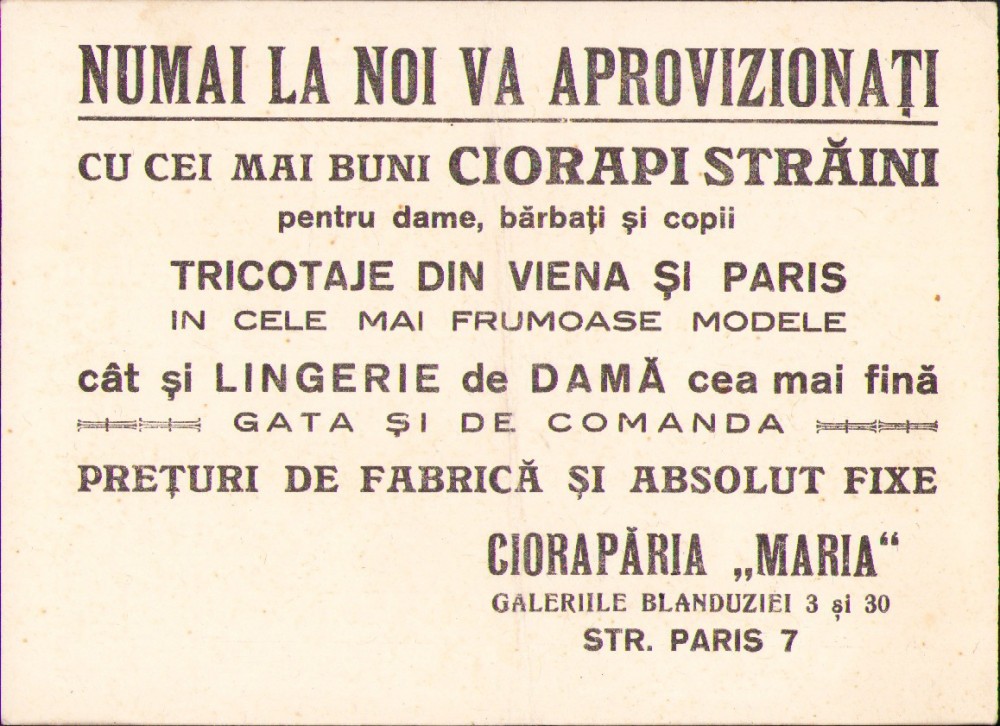 NUMAI LA NOI VA APROVIZIONAȚI
CU CEI MAI BUNI CIORAPI STRĂINI
pentru dame, bărbați și copii
TRICOTAJE DIN VIENA ȘI PARIS
IN CELE MAI FRUMOASE MODELE
cât și LINGERIE de DAMĂ cea mai fină
GATA ȘI DE COMANDA
PREȚURI DE FABRICĂ ȘI ABSOLUT FIXE
CIORAPĂRIA „MARIA“
GALERIILE BLANDUZIEI 3 și 30
STR. PARIS 7